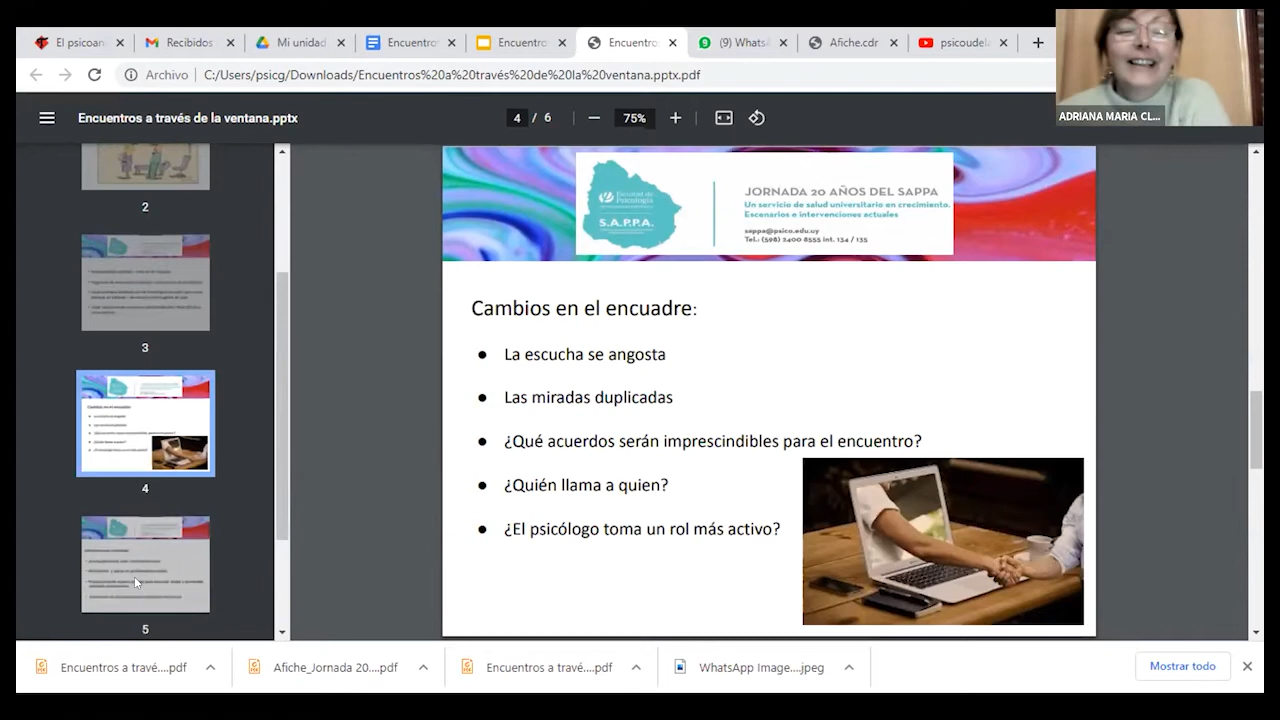 El psicoan
Recibidos
Mi unidad
Encuentro
Encuentro
Encuentro
(9) Whats
Afiche.cdr
psicoudela
Archivo
C:/Users/psicg/Downloads/Encuentros%20a%20través%20de%20la%20ventana.pptx.pdf
ADRIANA MARIA CL...
Encuentros a través de la ventana.pptx
4 / 6
75%
2
3
4
5
Facultad de
Psicología
S.A.P.P.A.
JORNADA 20 AÑOS DEL SAPPA
Un servicio de salud universitario en crecimiento.
Escenarios e intervenciones actuales
sappa@psico.edu.uy
Tel.: (598) 2400 8555 int. 134 / 135
Cambios en el encuadre:
● La escucha se angosta
● Las miradas duplicadas
● ¿Qué acuerdos serán imprescindibles para el encuentro?
● ¿Quién llama a quien?
● ¿El psicólogo toma un rol más activo?
Encuentros a travé....pdf
Afiche_Jornada 20....pdf
Encuentros a travé....pdf
WhatsApp Image....jpeg
Mostrar todo